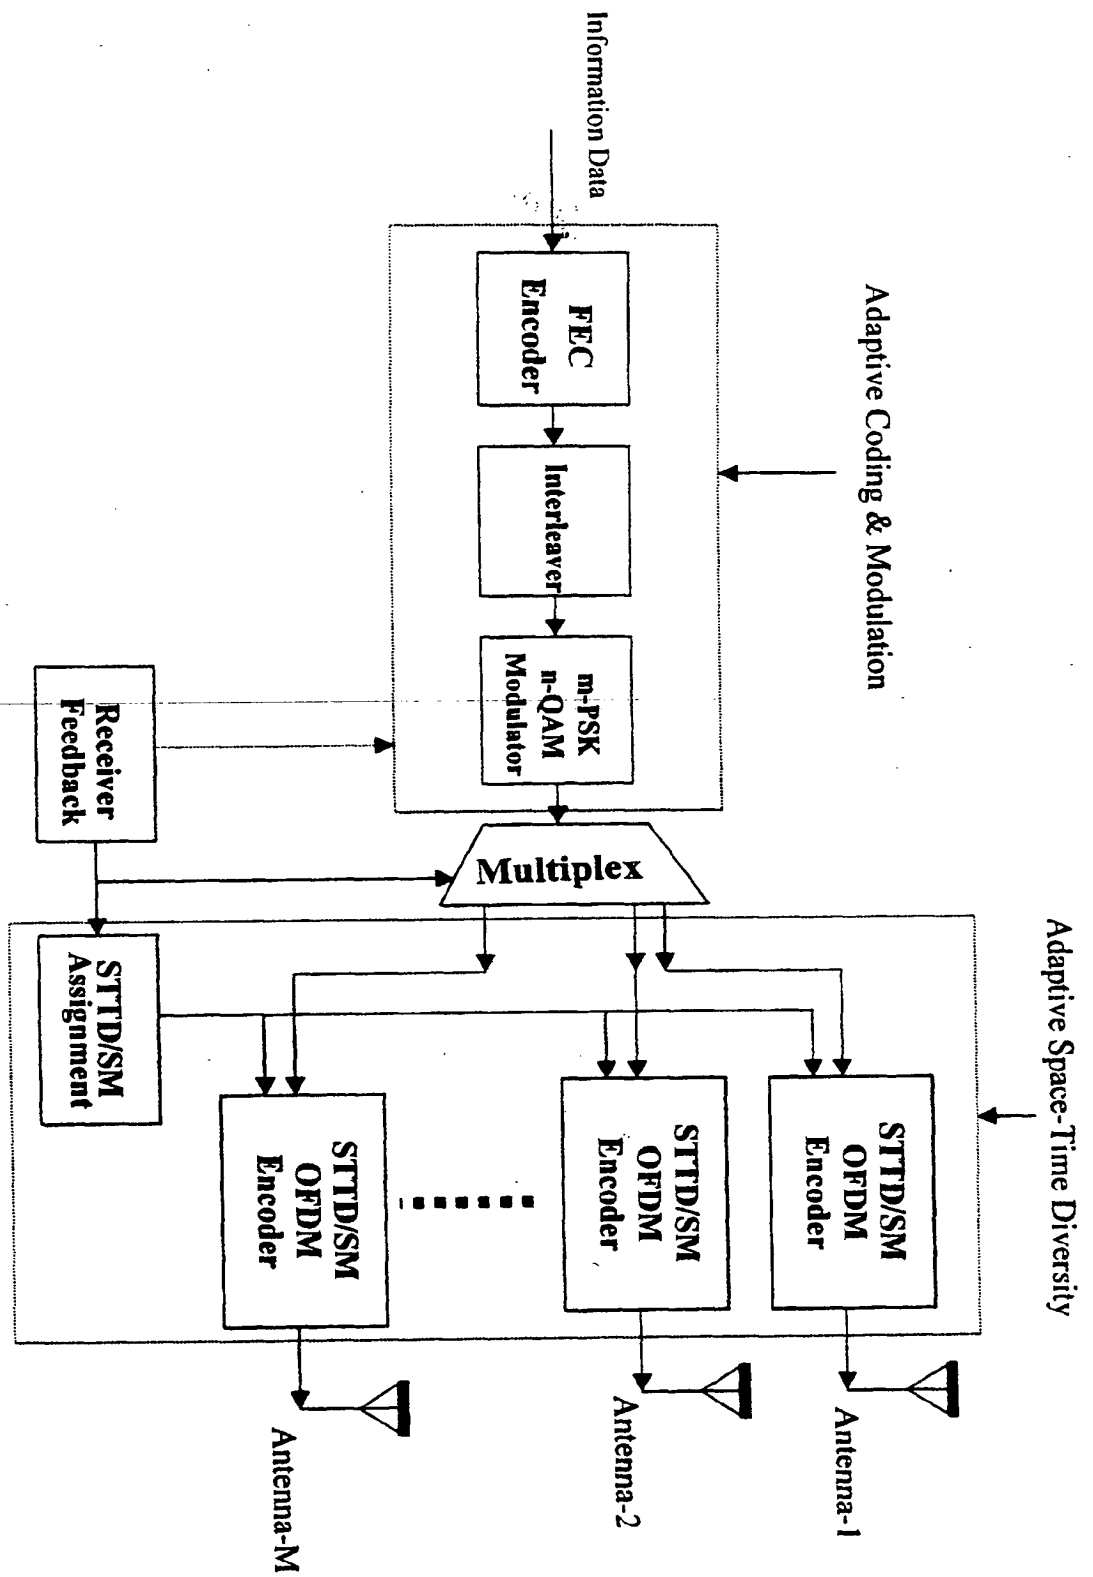 Adaptive Coding & Modulation
Adaptive Space-Time Diversity
Information Data
FEC
Encoder
Interleaver
m-PSK
n-QAM
Modulator
Multiplex
STTD/SM
OFDM
Encoder
Antenna-1
STTD/SM
OFDM
Encoder
Antenna-2
STTD/SM
OFDM
Encoder
Antenna-M
Receiver
Feedback
STTD/SM
Assignment